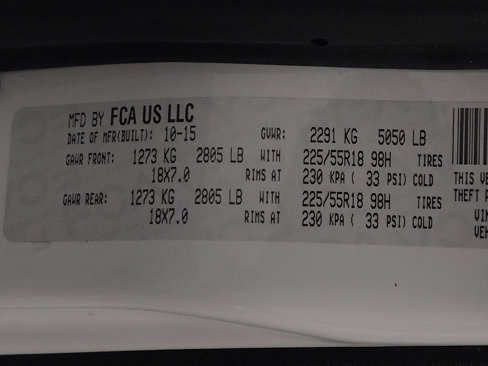 MFD BY FCA US LLC
DATE OF MFR(BUILT): 10-15 GVWR: 2291 KG 5050 LB
GAWR FRONT: 1273 KG 2805 LB WITH 225/55R18 98H TIRES
18X7.0 RIMS AT 230 KPA ( 33 PSI) COLD THIS VE
GAWR REAR: 1273 KG 2805 LB WITH 225/55R18 98H TIRES THEFT
18X7.0 RIMS AT 230 KPA ( 33 PSI) COLD VIN
VEH